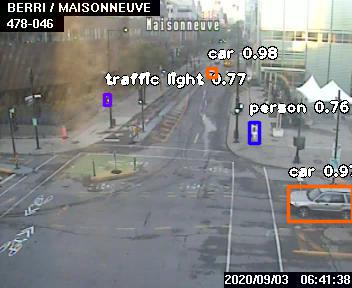 BERRI / MAISONNEUVE
478-046
Maisonneuve
car 0.98
traffic light 0.77
person 0.76
car 0.97
2020/09/03 06:41:38